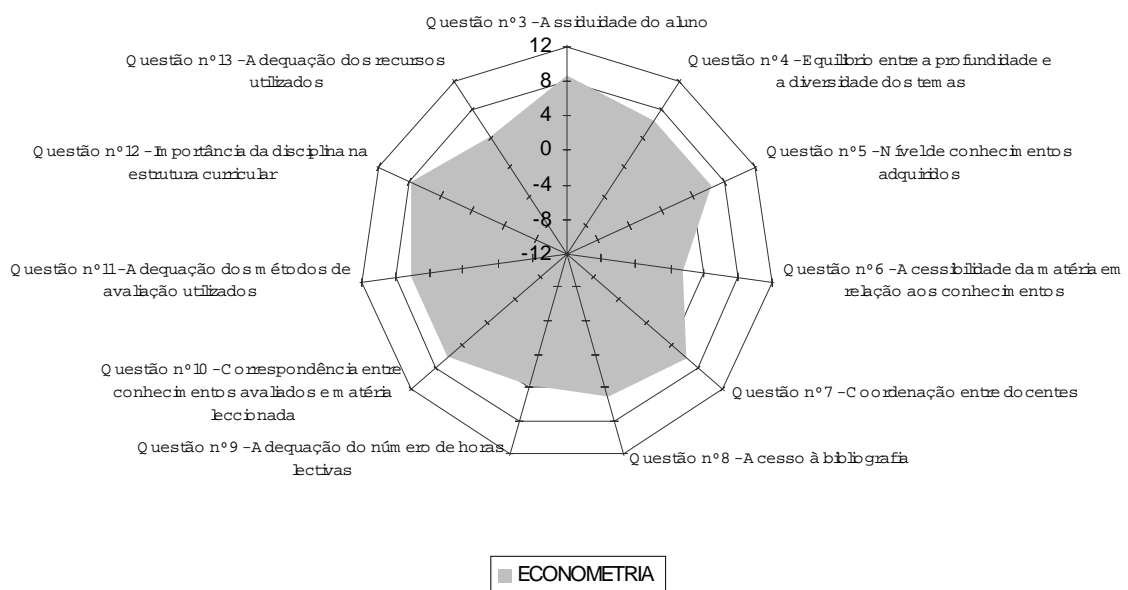 Questão nº3 - Assiduidade do aluno
12
8
4
0
-4
-8
-12
Questão nº4 - Equilíbrio entre a profundidade e
a diversidade dos temas
Questão nº5 - Nível de conhecimentos
adquiridos
Questão nº6 - Acessibilidade da matéria em
relação aos conhecimentos
Questão nº7 - Coordenação entre docentes
Questão nº8 - Acesso à bibliografia
Questão nº9 - Adequação do número de horas
lectivas
Questão nº10 - Correspondência entre
conhecimentos avaliados e matéria
leccionada
Questão nº11 - Adequação dos métodos de
avaliação utilizados
Questão nº12 - Importância da disciplina na
estrutura curricular
Questão nº13 - Adequação dos recursos
utilizados
ECONOMETRIA